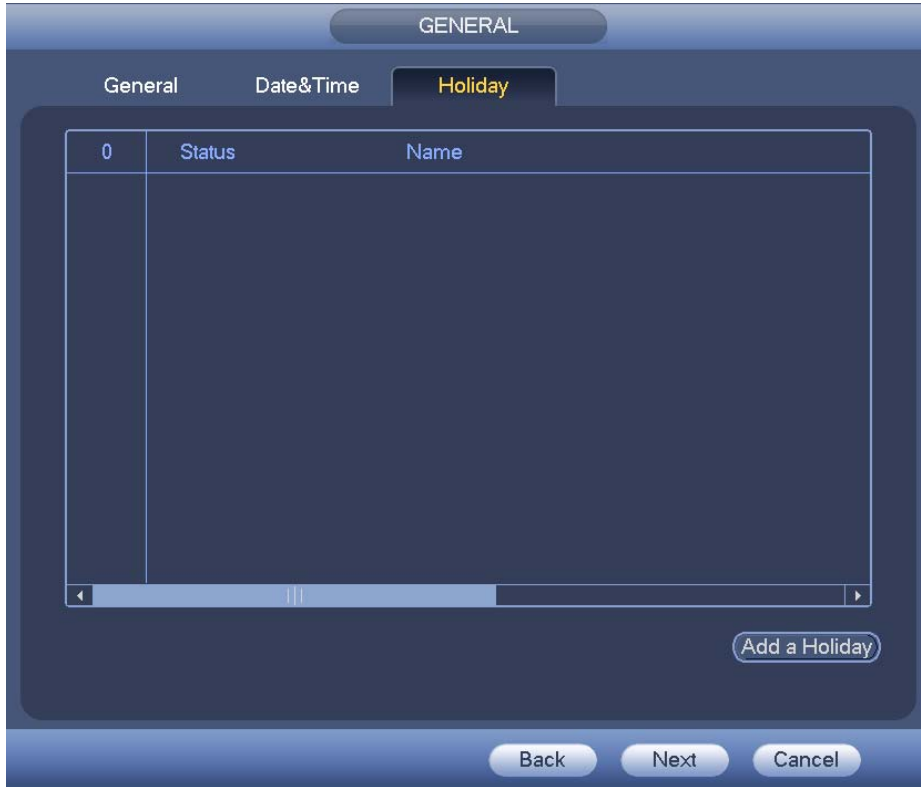 GENERAL
General Date&Time Holiday
0 Status Name
Add a Holiday
Back Next Cancel